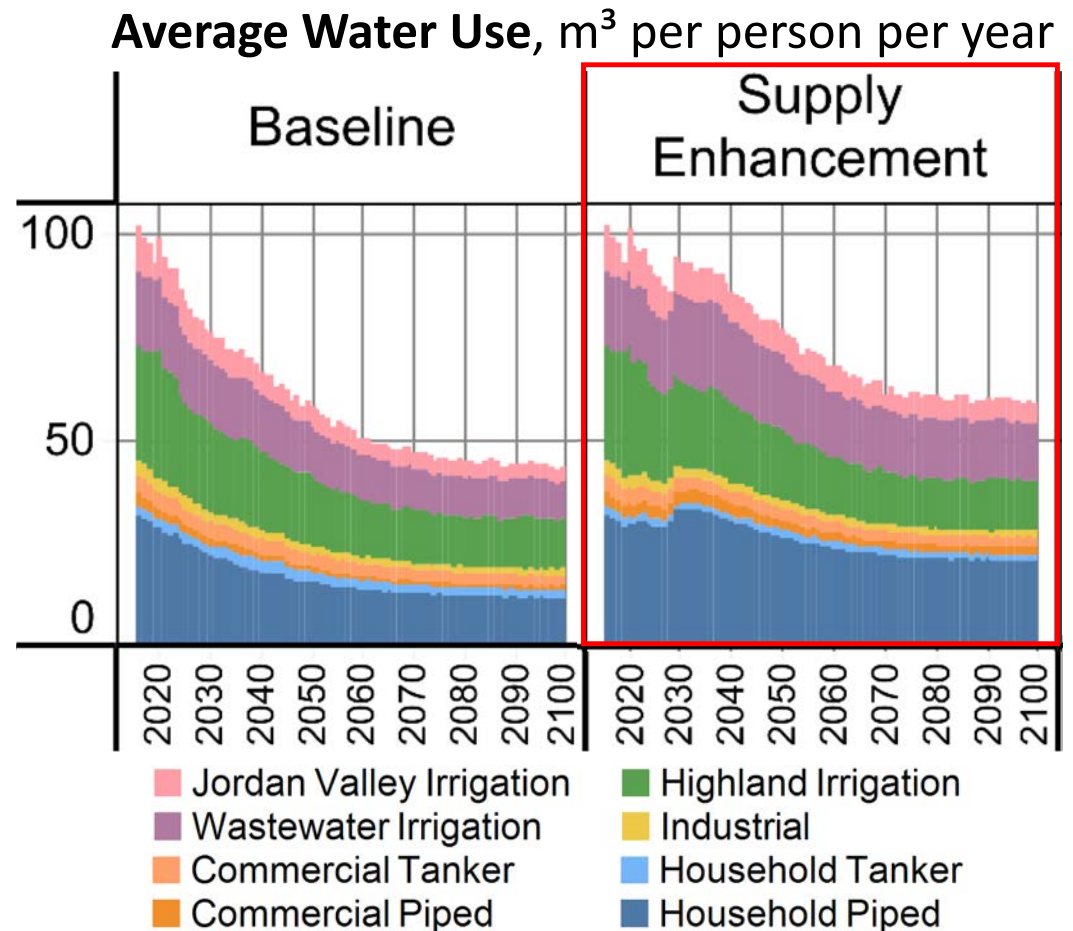 Average Water Use, m³ per person per year
Baseline
Supply
Enhancement
100
50
0
2020 2030 2040 2050 2060 2070 2080 2090 2100
2020 2030 2040 2050 2060 2070 2080 2090 2100
Jordan Valley Irrigation
Highland Irrigation
Wastewater Irrigation
Industrial
Commercial Tanker
Household Tanker
Commercial Piped
Household Piped